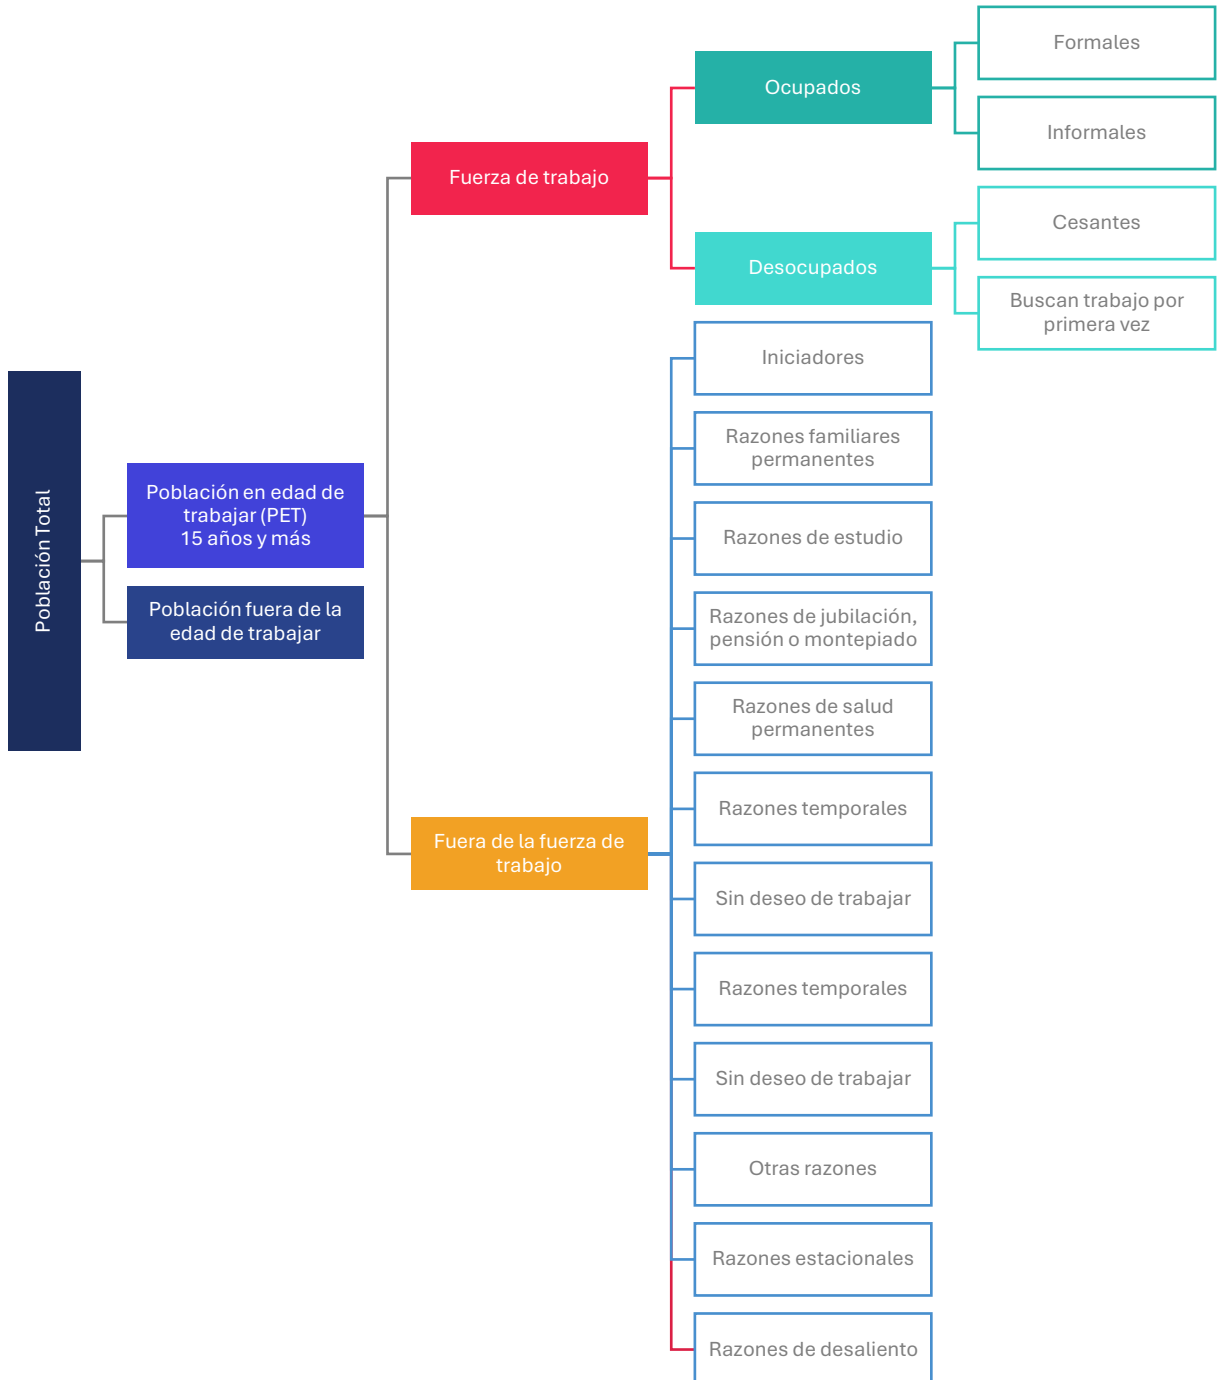 Formales
Ocupados
Informales
Fuerza de trabajo
Cesantes
Desocupados
Buscan trabajo por
primera vez
Iniciadores
Razones familiares
permanentes
Población Total
Población en edad de
trabajar (PET)
15 años y más
Razones de estudio
Población fuera de la
edad de trabajar
Razones de jubilación,
pensión o montepiado
Razones de salud
permanentes
Razones temporales
Fuera de la fuerza de
trabajo
Sin deseo de trabajar
Razones temporales
Sin deseo de trabajar
Otras razones
Razones estacionales
Razones de desaliento